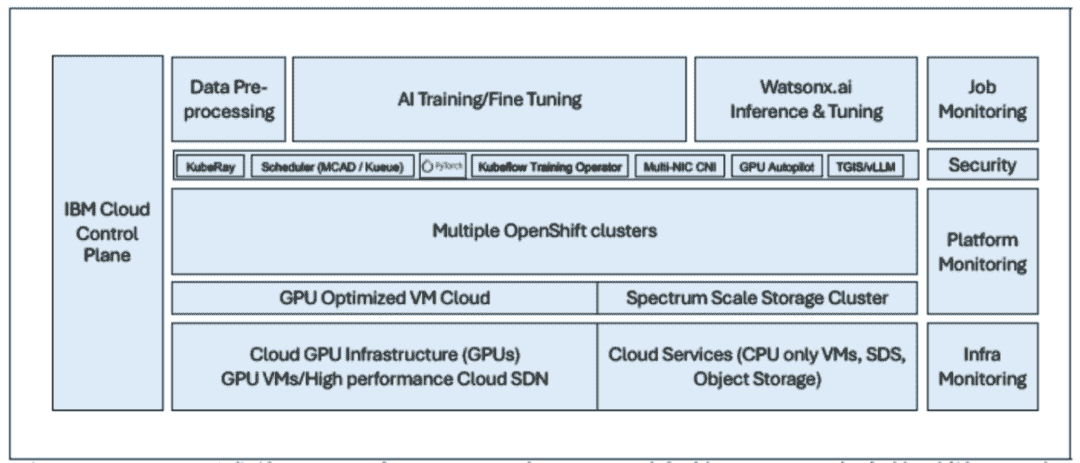 IBM Cloud
Control
Plane
Data Pre-
processing
AI Training/Fine Tuning
Watsonx.ai
Inference & Tuning
Job
Monitoring
KubeRay
Scheduler (MCAD / Kueue)
PyTorch
Kubeflow Training Operator
Multi-NIC CNI
GPU Autopilot
TGIS/vLLM
Security
Multiple OpenShift clusters
Platform
Monitoring
GPU Optimized VM Cloud
Spectrum Scale Storage Cluster
Cloud GPU Infrastructure (GPUs)
GPU VMs/High performance Cloud SDN
Cloud Services (CPU only VMs, SDS,
Object Storage)
Infra
Monitoring